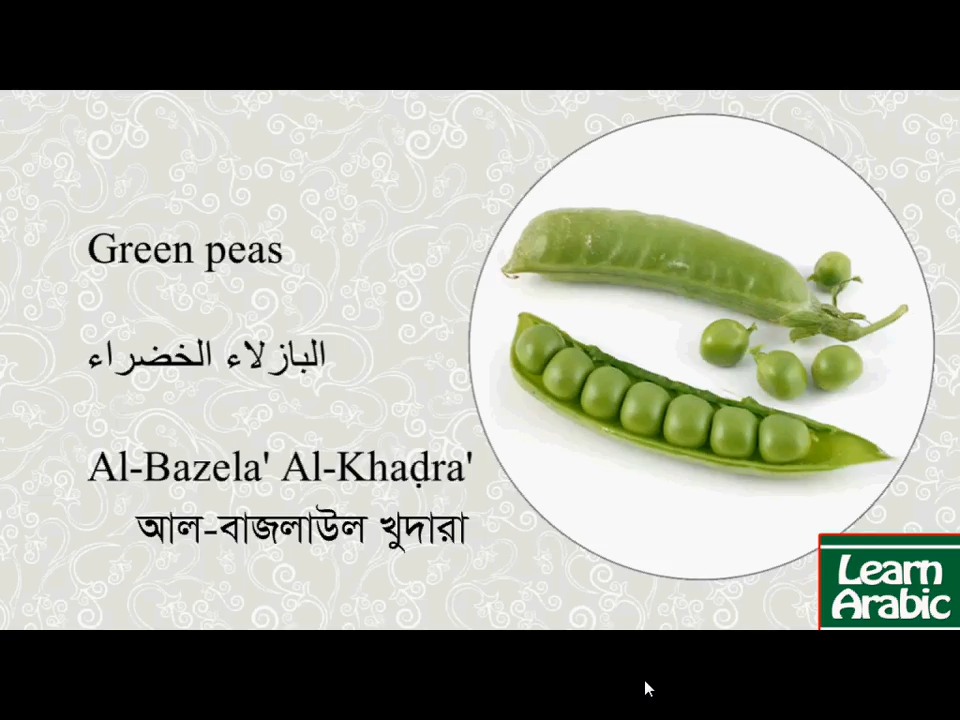 Green peas
البازلاء الخضراء
Al-Bazela' Al-Khaḍra'
আল-বাজলাউল খুদারা
Learn
Arabic